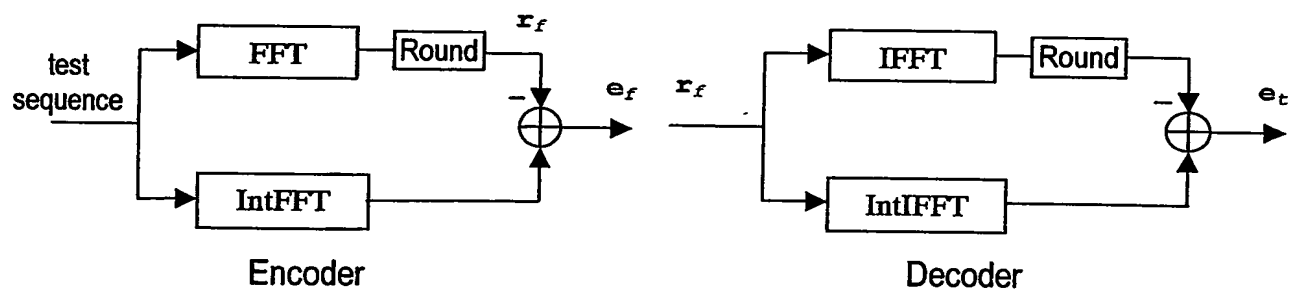 r_f
FFT
Round
test
sequence
−
e_f
IntFFT
Encoder
IFFT
Round
r_f
−
e_t
IntIFFT
Decoder